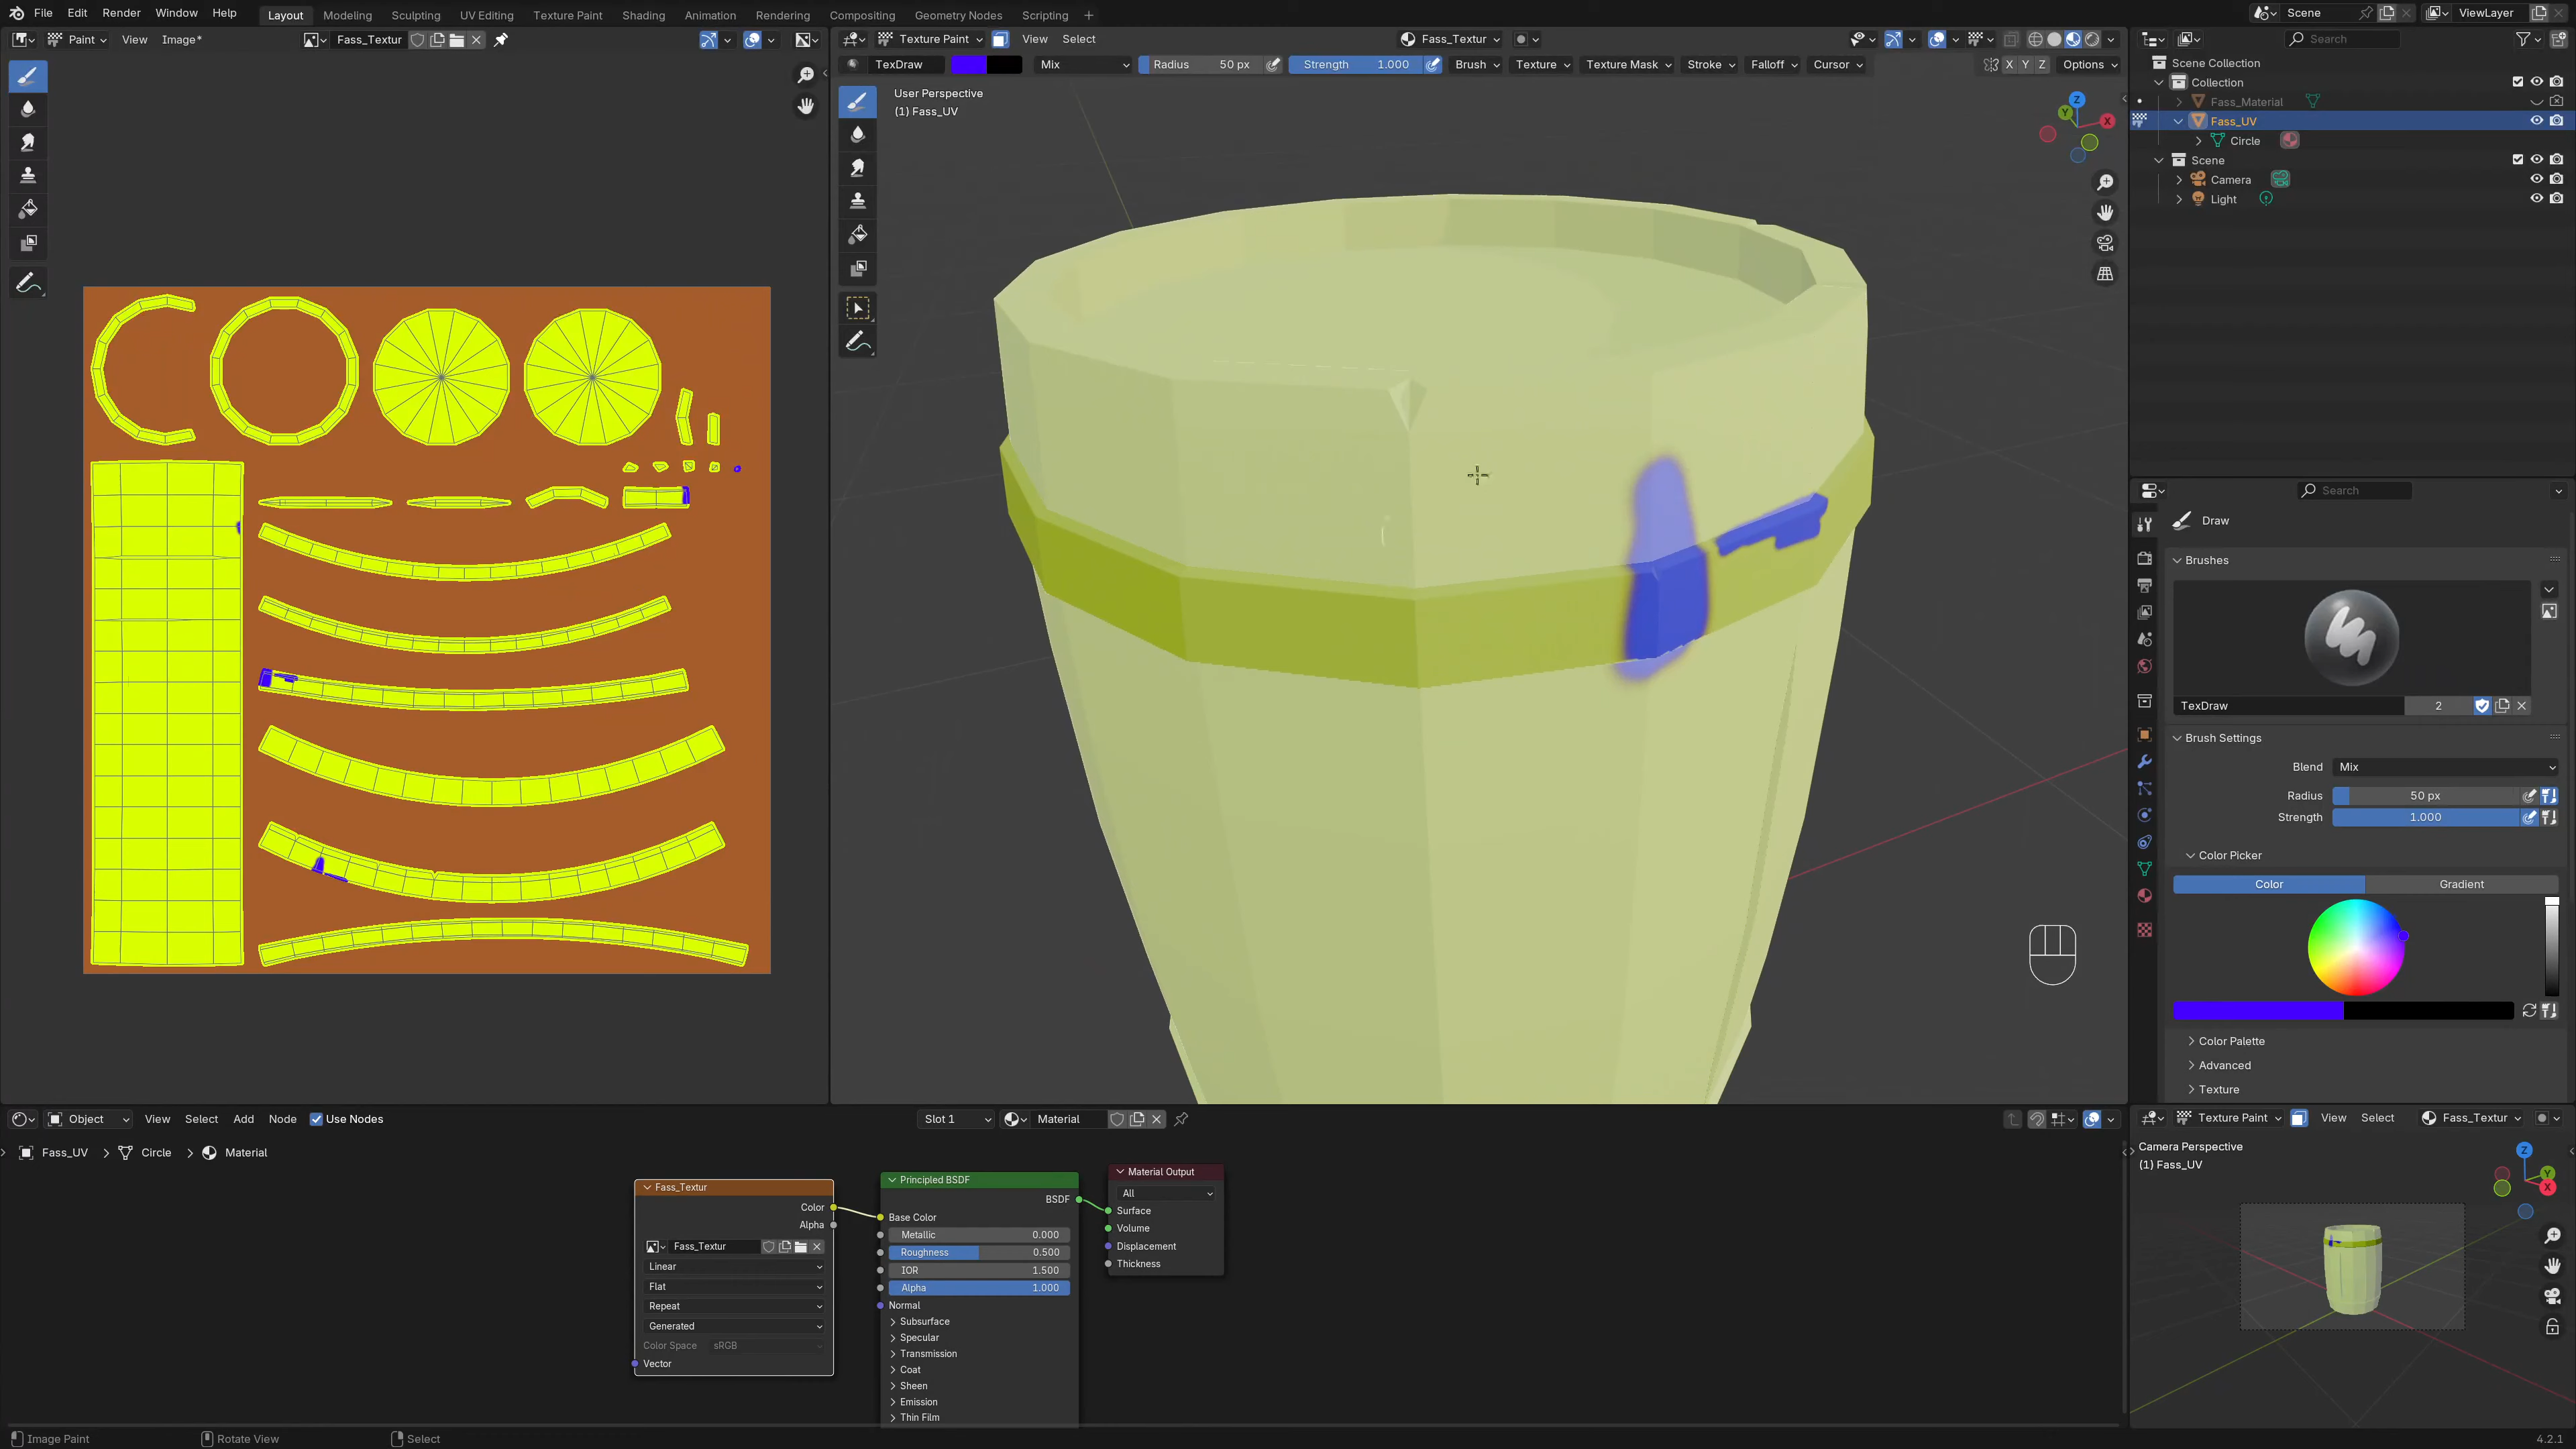 File Edit Render Window Help Layout Modeling Sculpting UV Editing Texture Paint Shading Animation Rendering Compositing Geometry Nodes Scripting + Scene ViewLayer
Paint View Image* Fass_Textur Texture Paint View Select Fass_Textur Search
TexDraw Mix Radius 50 px Strength 1.000 Brush Texture Texture Mask Stroke Falloff Cursor X Y Z Options
Scene Collection
Collection
Fass_Material
Fass_UV
Circle
Scene
Camera
Light
User Perspective
(1) Fass_UV
Z
Y
X
Search
Draw
Brushes
TexDraw 2
Brush Settings
Blend Mix
Radius 50 px
Strength 1.000
Color Picker
Color Gradient
Color Palette
Advanced
Texture
Object View Select Add Node Use Nodes Slot 1 Material
Fass_UV > Circle > Material
Fass_Textur
Color
Alpha
Fass_Textur
Linear
Flat
Repeat
Generated
Color Space sRGB
Vector
Principled BSDF
BSDF
Base Color
Metallic 0.000
Roughness 0.500
IOR 1.500
Alpha 1.000
Normal
Subsurface
Specular
Transmission
Coat
Sheen
Emission
Thin Film
Material Output
All
Surface
Volume
Displacement
Thickness
Texture Paint View Select Fass_Textur
Camera Perspective
(1) Fass_UV
Z
Y
X
Image Paint Rotate View Select 4.2.1